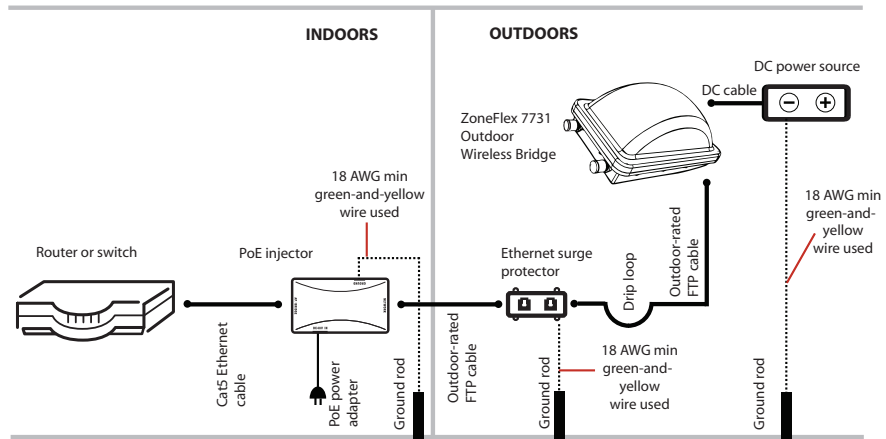 INDOORS
OUTDOORS
DC power source
DC cable
ZoneFlex 7731
Outdoor
Wireless Bridge
18 AWG min
green-and-yellow
wire used
18 AWG min
green-and-
yellow
wire used
Router or switch
PoE injector
Ethernet surge
protector
Drip loop
Outdoor-rated
FTP cable
Cat5 Ethernet
cable
PoE power
adapter
Ground rod
Outdoor-rated
FTP cable
Ground rod
18 AWG min
green-and-
yellow
wire used
Ground rod